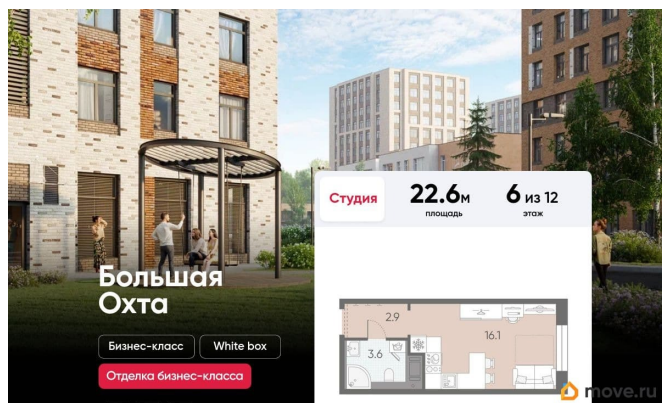 Студия
22.6м
площадь
6 из 12
этаж
Большая
Охта
Бизнес-класс
White box
Отделка бизнес-класса
2.9
3.6
16.1
move.ru